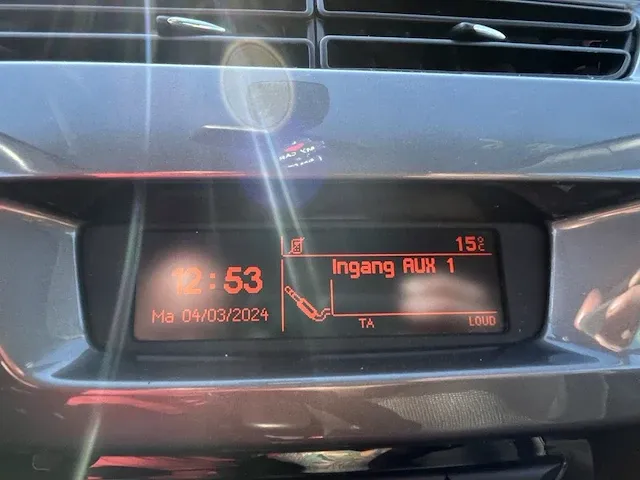 15°C
Ingang AUX 1
12:53
Ma 04/03/2024
TA
LOUD